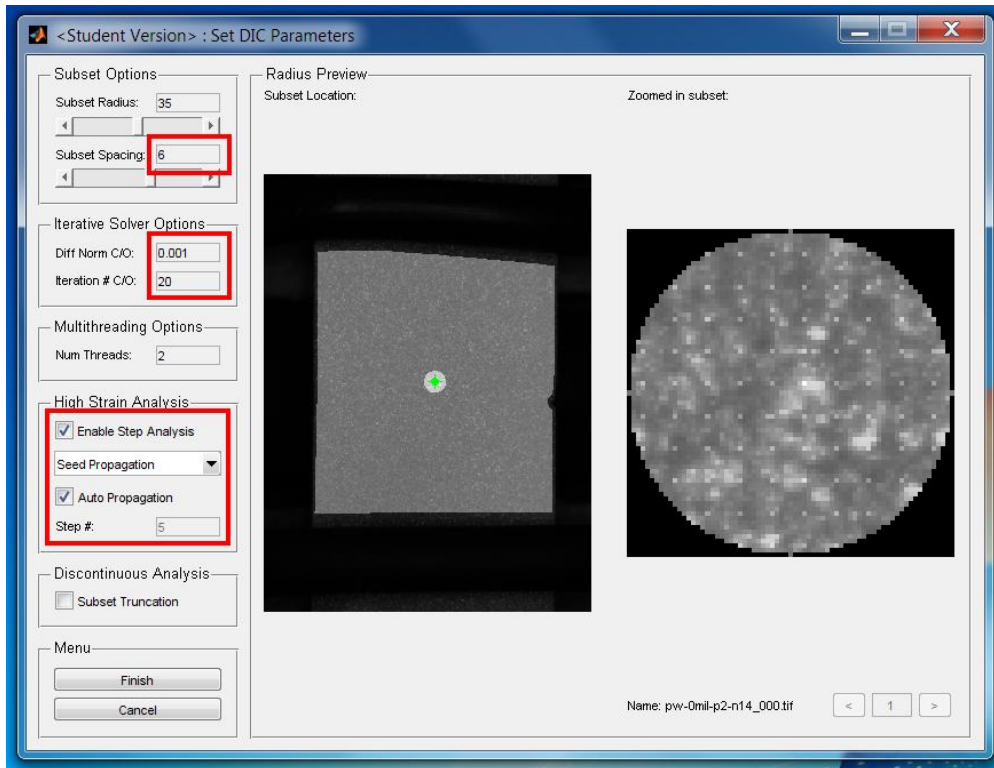 <Student Version> : Set DIC Parameters
Subset Options
Subset Radius: 35
Subset Spacing: 6
Iterative Solver Options
Diff Norm C/O: 0.001
Iteration # C/O: 20
Multithreading Options
Num Threads: 2
High Strain Analysis
Enable Step Analysis
Seed Propagation
Auto Propagation
Step #: 5
Discontinuous Analysis
Subset Truncation
Menu
Finish
Cancel
Radius Preview
Subset Location:
Zoomed in subset:
Name: pw-0mil-p2-n14_000.tif
< 1 >